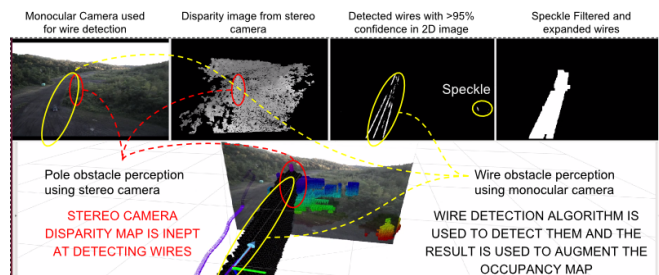 Monocular Camera used
for wire detection
Disparity image from stereo
camera
Detected wires with >95%
confidence in 2D image
Speckle Filtered and
expanded wires
Speckle
Pole obstacle perception
using stereo camera
STEREO CAMERA
DISPARITY MAP IS INEPT
AT DETECTING WIRES
Wire obstacle perception
using monocular camera
WIRE DETECTION ALGORITHM IS
USED TO DETECT THEM AND THE
RESULT IS USED TO AUGMENT THE
OCCUPANCY MAP